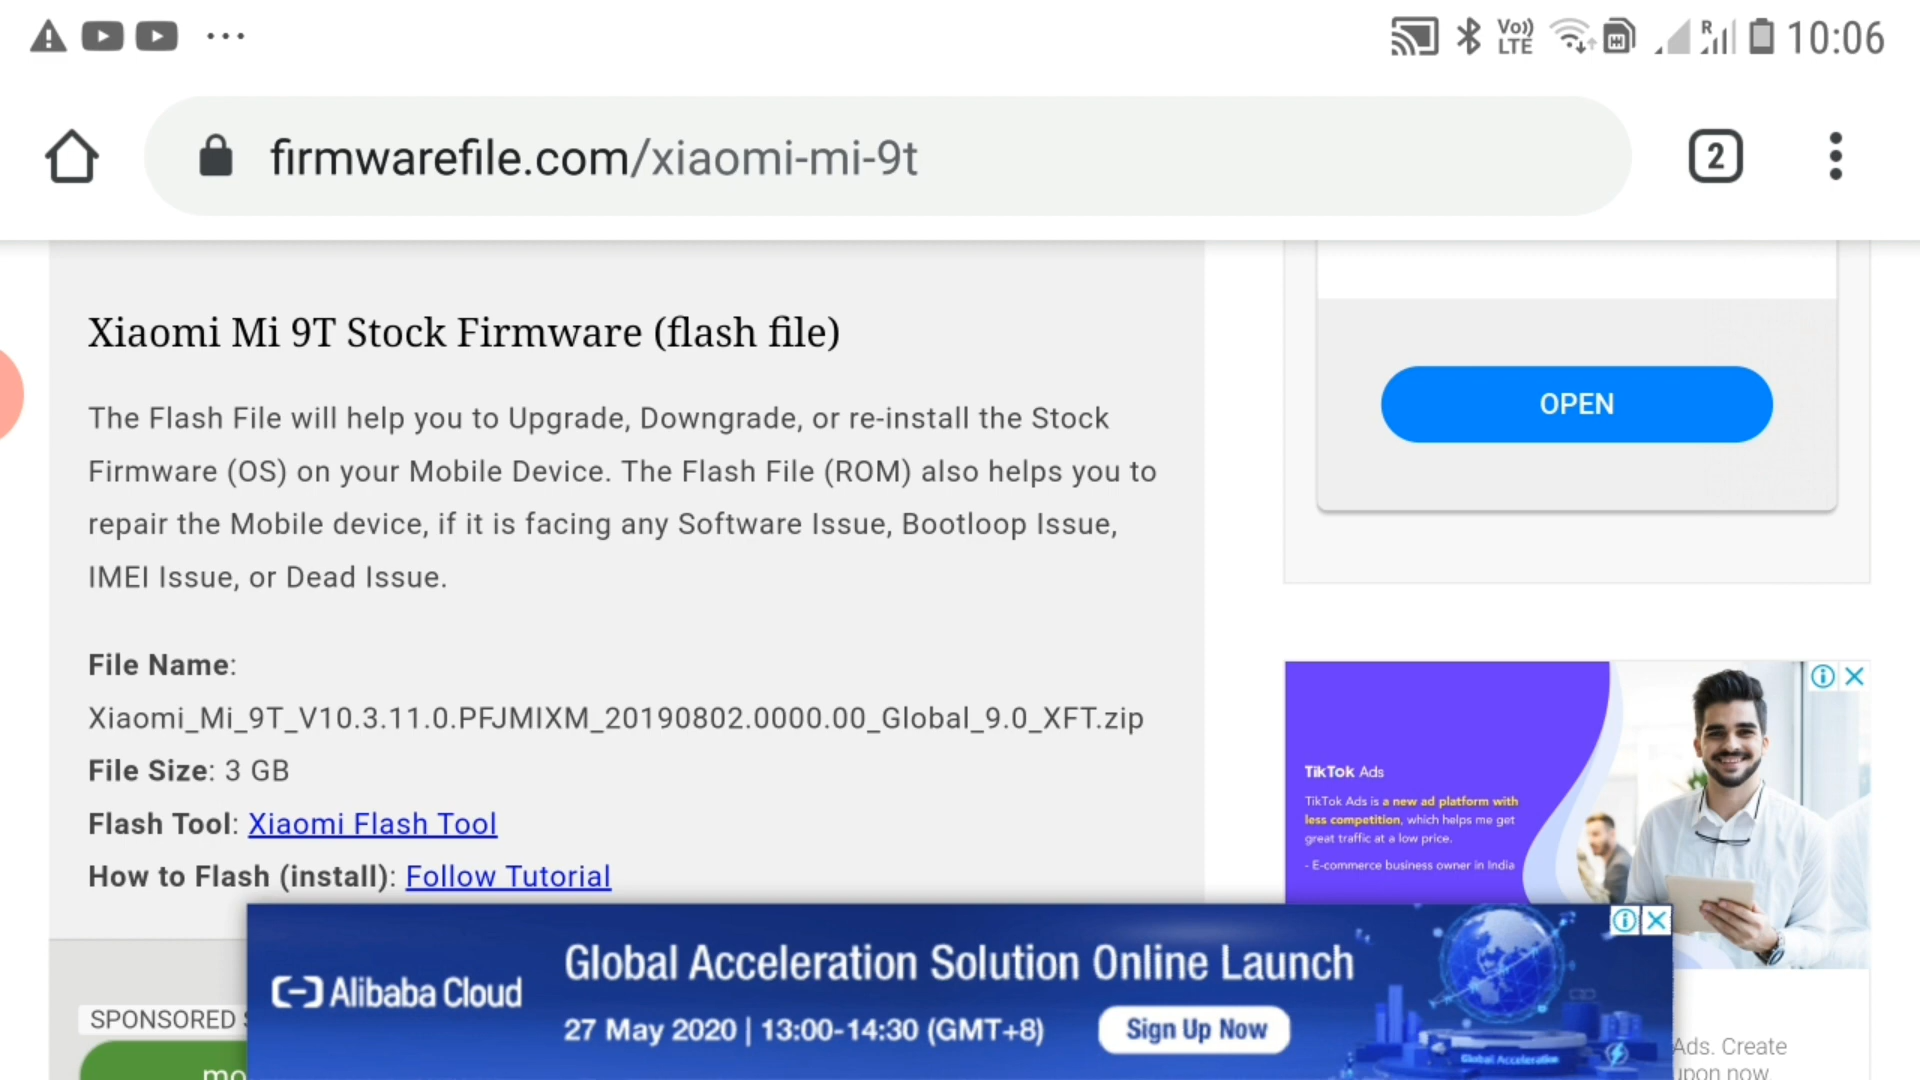 Vo)) LTE R 10:06
firmwarefile.com/xiaomi-mi-9t
2
Xiaomi Mi 9T Stock Firmware (flash file)
The Flash File will help you to Upgrade, Downgrade, or re-install the Stock
Firmware (OS) on your Mobile Device. The Flash File (ROM) also helps you to
repair the Mobile device, if it is facing any Software Issue, Bootloop Issue,
IMEI Issue, or Dead Issue.
File Name:
Xiaomi_Mi_9T_V10.3.11.0.PFJMIXM_20190802.0000.00_Global_9.0_XFT.zip
File Size: 3 GB
Flash Tool: Xiaomi Flash Tool
How to Flash (install): Follow Tutorial
SPONSORED
OPEN
TikTok Ads
TikTok Ads is a new ad platform with
less competition, which helps me get
great traffic at a low price.
- E-commerce business owner in India
Alibaba Cloud
Global Acceleration Solution Online Launch
27 May 2020 | 13:00-14:30 (GMT+8)
Sign Up Now
Global Acceleration
Ads. Create
upon now